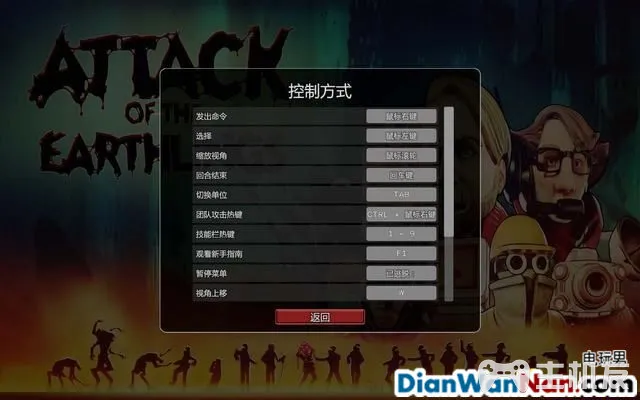 ATTACK
OF THE
EARTHL
控制方式
发出命令 鼠标右键
选择 鼠标左键
缩放视角 鼠标滚轮
回合结束 回车键
切换单位 TAB
团队攻击热键 CTRL + 鼠标右键
技能栏热键 1 - 9
观看新手指南 F1
暂停菜单
视角上移 W
返回
电玩男
DianWanNan.com